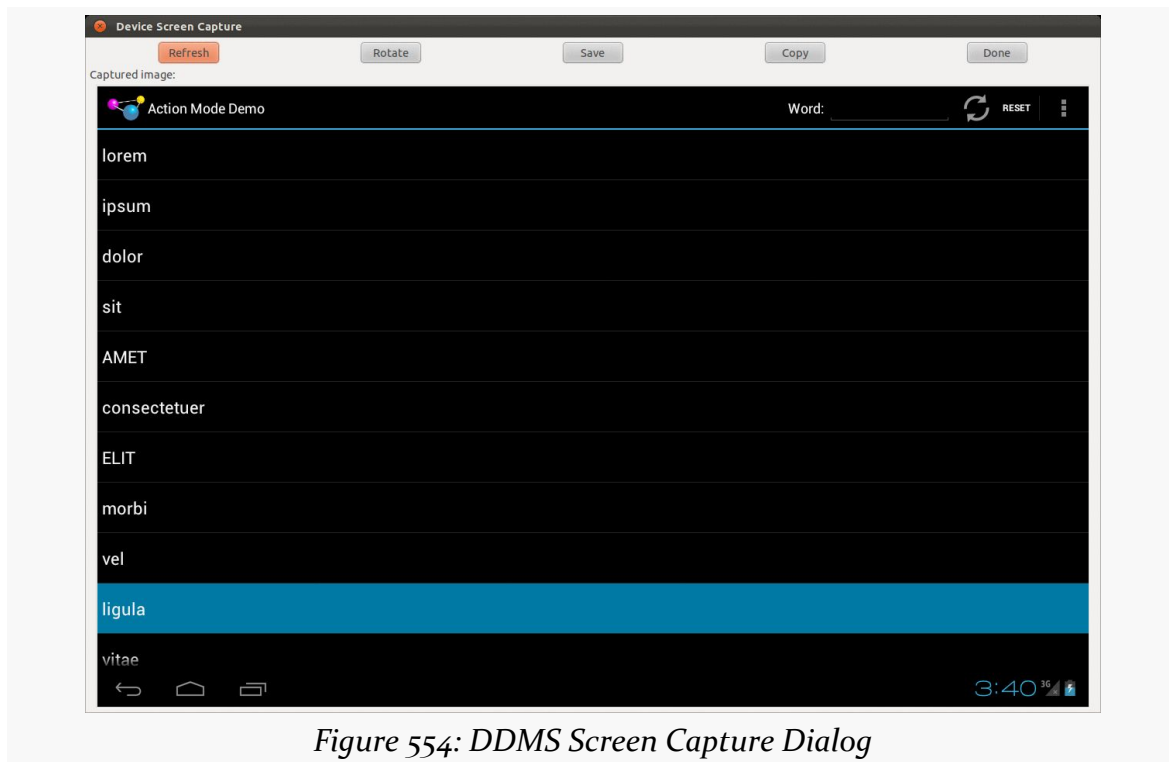 Device Screen Capture
Refresh Rotate Save Copy Done
Captured image:
Action Mode Demo Word: RESET
lorem
ipsum
dolor
sit
AMET
consectetuer
ELIT
morbi
vel
ligula
vitae
3:40 3G
Figure 554: DDMS Screen Capture Dialog